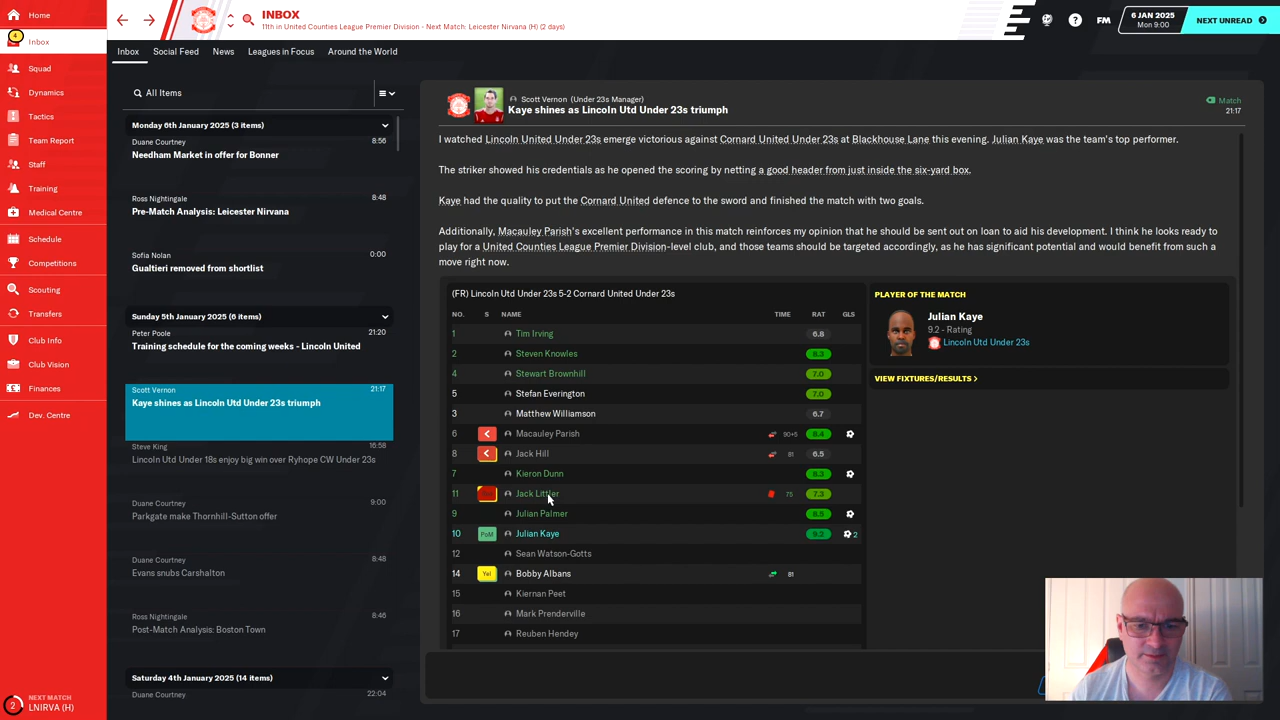 Home
INBOX
11th in United Counties League Premier Division - Next Match: Leicester Nirvana (H) (2 days)
FM
6 JAN 2025
Mon 9:00
NEXT UNREAD
4
Inbox
Squad
Dynamics
Tactics
Team Report
Staff
Training
Medical Centre
Schedule
Competitions
Scouting
Transfers
Club Info
Club Vision
Finances
Dev. Centre
2
NEXT MATCH
LNIRVA (H)
Inbox Social Feed News Leagues in Focus Around the World
All Items
Monday 6th January 2025 (3 items)
Duane Courtney 8:56
Needham Market in offer for Bonner
Ross Nightingale 8:48
Pre-Match Analysis: Leicester Nirvana
Sofia Nolan 0:00
Gualtieri removed from shortlist
Sunday 5th January 2025 (6 items)
Peter Poole 21:20
Training schedule for the coming weeks - Lincoln United
Scott Vernon 21:17
Kaye shines as Lincoln Utd Under 23s triumph
Steve King 16:58
Lincoln Utd Under 18s enjoy big win over Ryhope CW Under 23s
Duane Courtney 9:00
Parkgate make Thornhill-Sutton offer
Duane Courtney 8:48
Evans snubs Carshalton
Ross Nightingale 8:46
Post-Match Analysis: Boston Town
Saturday 4th January 2025 (14 items)
Duane Courtney 22:04
Scott Vernon (Under 23s Manager)
Kaye shines as Lincoln Utd Under 23s triumph
Match
21:17
I watched Lincoln United Under 23s emerge victorious against Cornard United Under 23s at Blackhouse Lane this evening. Julian Kaye was the team's top performer.
The striker showed his credentials as he opened the scoring by netting a good header from just inside the six-yard box.
Kaye had the quality to put the Cornard United defence to the sword and finished the match with two goals.
Additionally, Macauley Parish's excellent performance in this match reinforces my opinion that he should be sent out on loan to aid his development. I think he looks ready to
play for a United Counties League Premier Division-level club, and those teams should be targeted accordingly, as he has significant potential and would benefit from such a
move right now.
(FR) Lincoln Utd Under 23s 5-2 Cornard United Under 23s
NO. S NAME TIME RAT GLS
1 Tim Irving 6.8
2 Steven Knowles 8.3
4 Stewart Brownhill 7.0
5 Stefan Everington 7.0
3 Matthew Williamson 6.7
6 Macauley Parish 90+5 8.4
8 Jack Hill 81 6.5
7 Kieron Dunn 8.3
11 Jack Littler 75 7.3
9 Julian Palmer 8.5
10 PoM Julian Kaye 9.2 2
12 Sean Watson-Gotts
14 Yel Bobby Albans 81
15 Kiernan Peet
16 Mark Prenderville
17 Reuben Hendey
PLAYER OF THE MATCH
Julian Kaye
9.2 - Rating
Lincoln Utd Under 23s
VIEW FIXTURES/RESULTS >